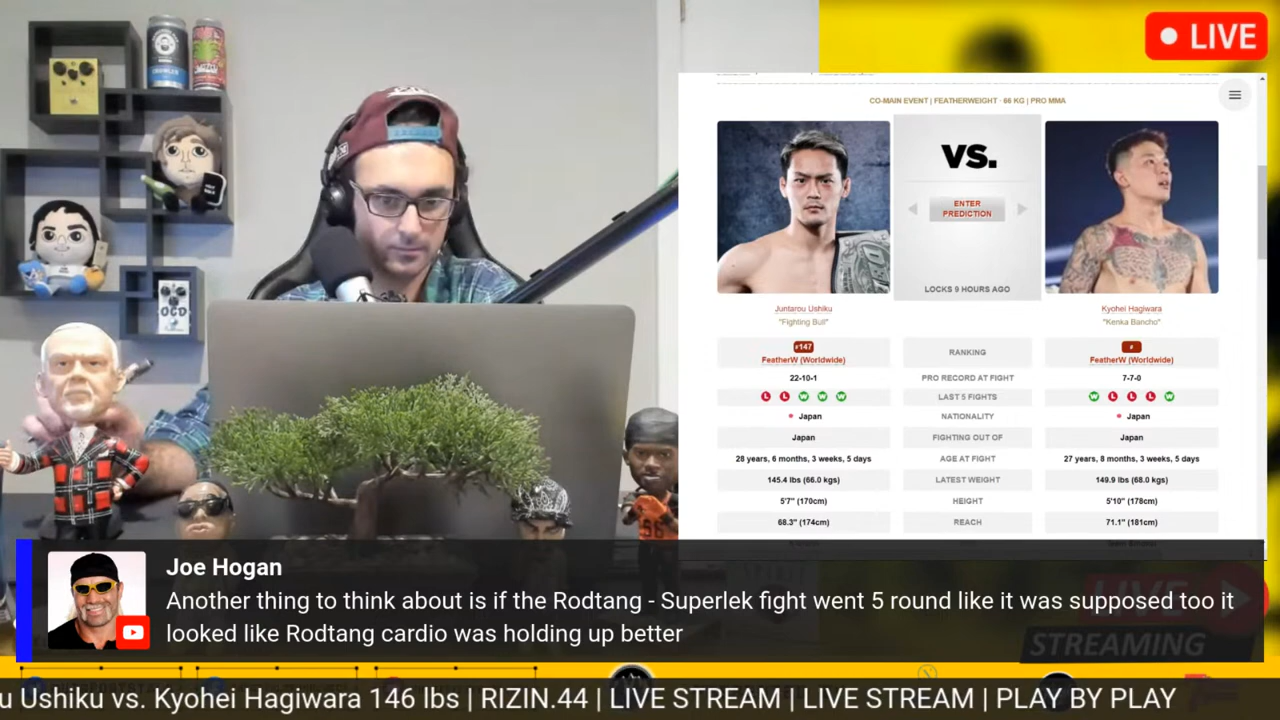 LIVE
CO-MAIN EVENT | FEATHERWEIGHT · 66 KG | PRO MMA
VS.
ENTER
PREDICTION
LOCKS 9 HOURS AGO
Juntarou Ushiku
Kyohei Hagiwara
"Fighting Bull"
"Kenka Bancho"
#147
RANKING
#
FeatherW (Worldwide)
FeatherW (Worldwide)
22-10-1
PRO RECORD AT FIGHT
7-7-0
L L W W W
LAST 5 FIGHTS
W L L L W
Japan
NATIONALITY
Japan
Japan
FIGHTING OUT OF
Japan
28 years, 6 months, 3 weeks, 5 days
AGE AT FIGHT
27 years, 8 months, 3 weeks, 5 days
145.4 lbs (66.0 kgs)
LATEST WEIGHT
149.9 lbs (68.0 kgs)
5'7" (170cm)
HEIGHT
5'10" (178cm)
68.3" (174cm)
REACH
71.1" (181cm)
OCD
Joe Hogan
Another thing to think about is if the Rodtang - Superlek fight went 5 round like it was supposed too it
looked like Rodtang cardio was holding up better
LIVE
STREAMING
u Ushiku vs. Kyohei Hagiwara 146 lbs | RIZIN.44 | LIVE STREAM | LIVE STREAM | PLAY BY PLAY